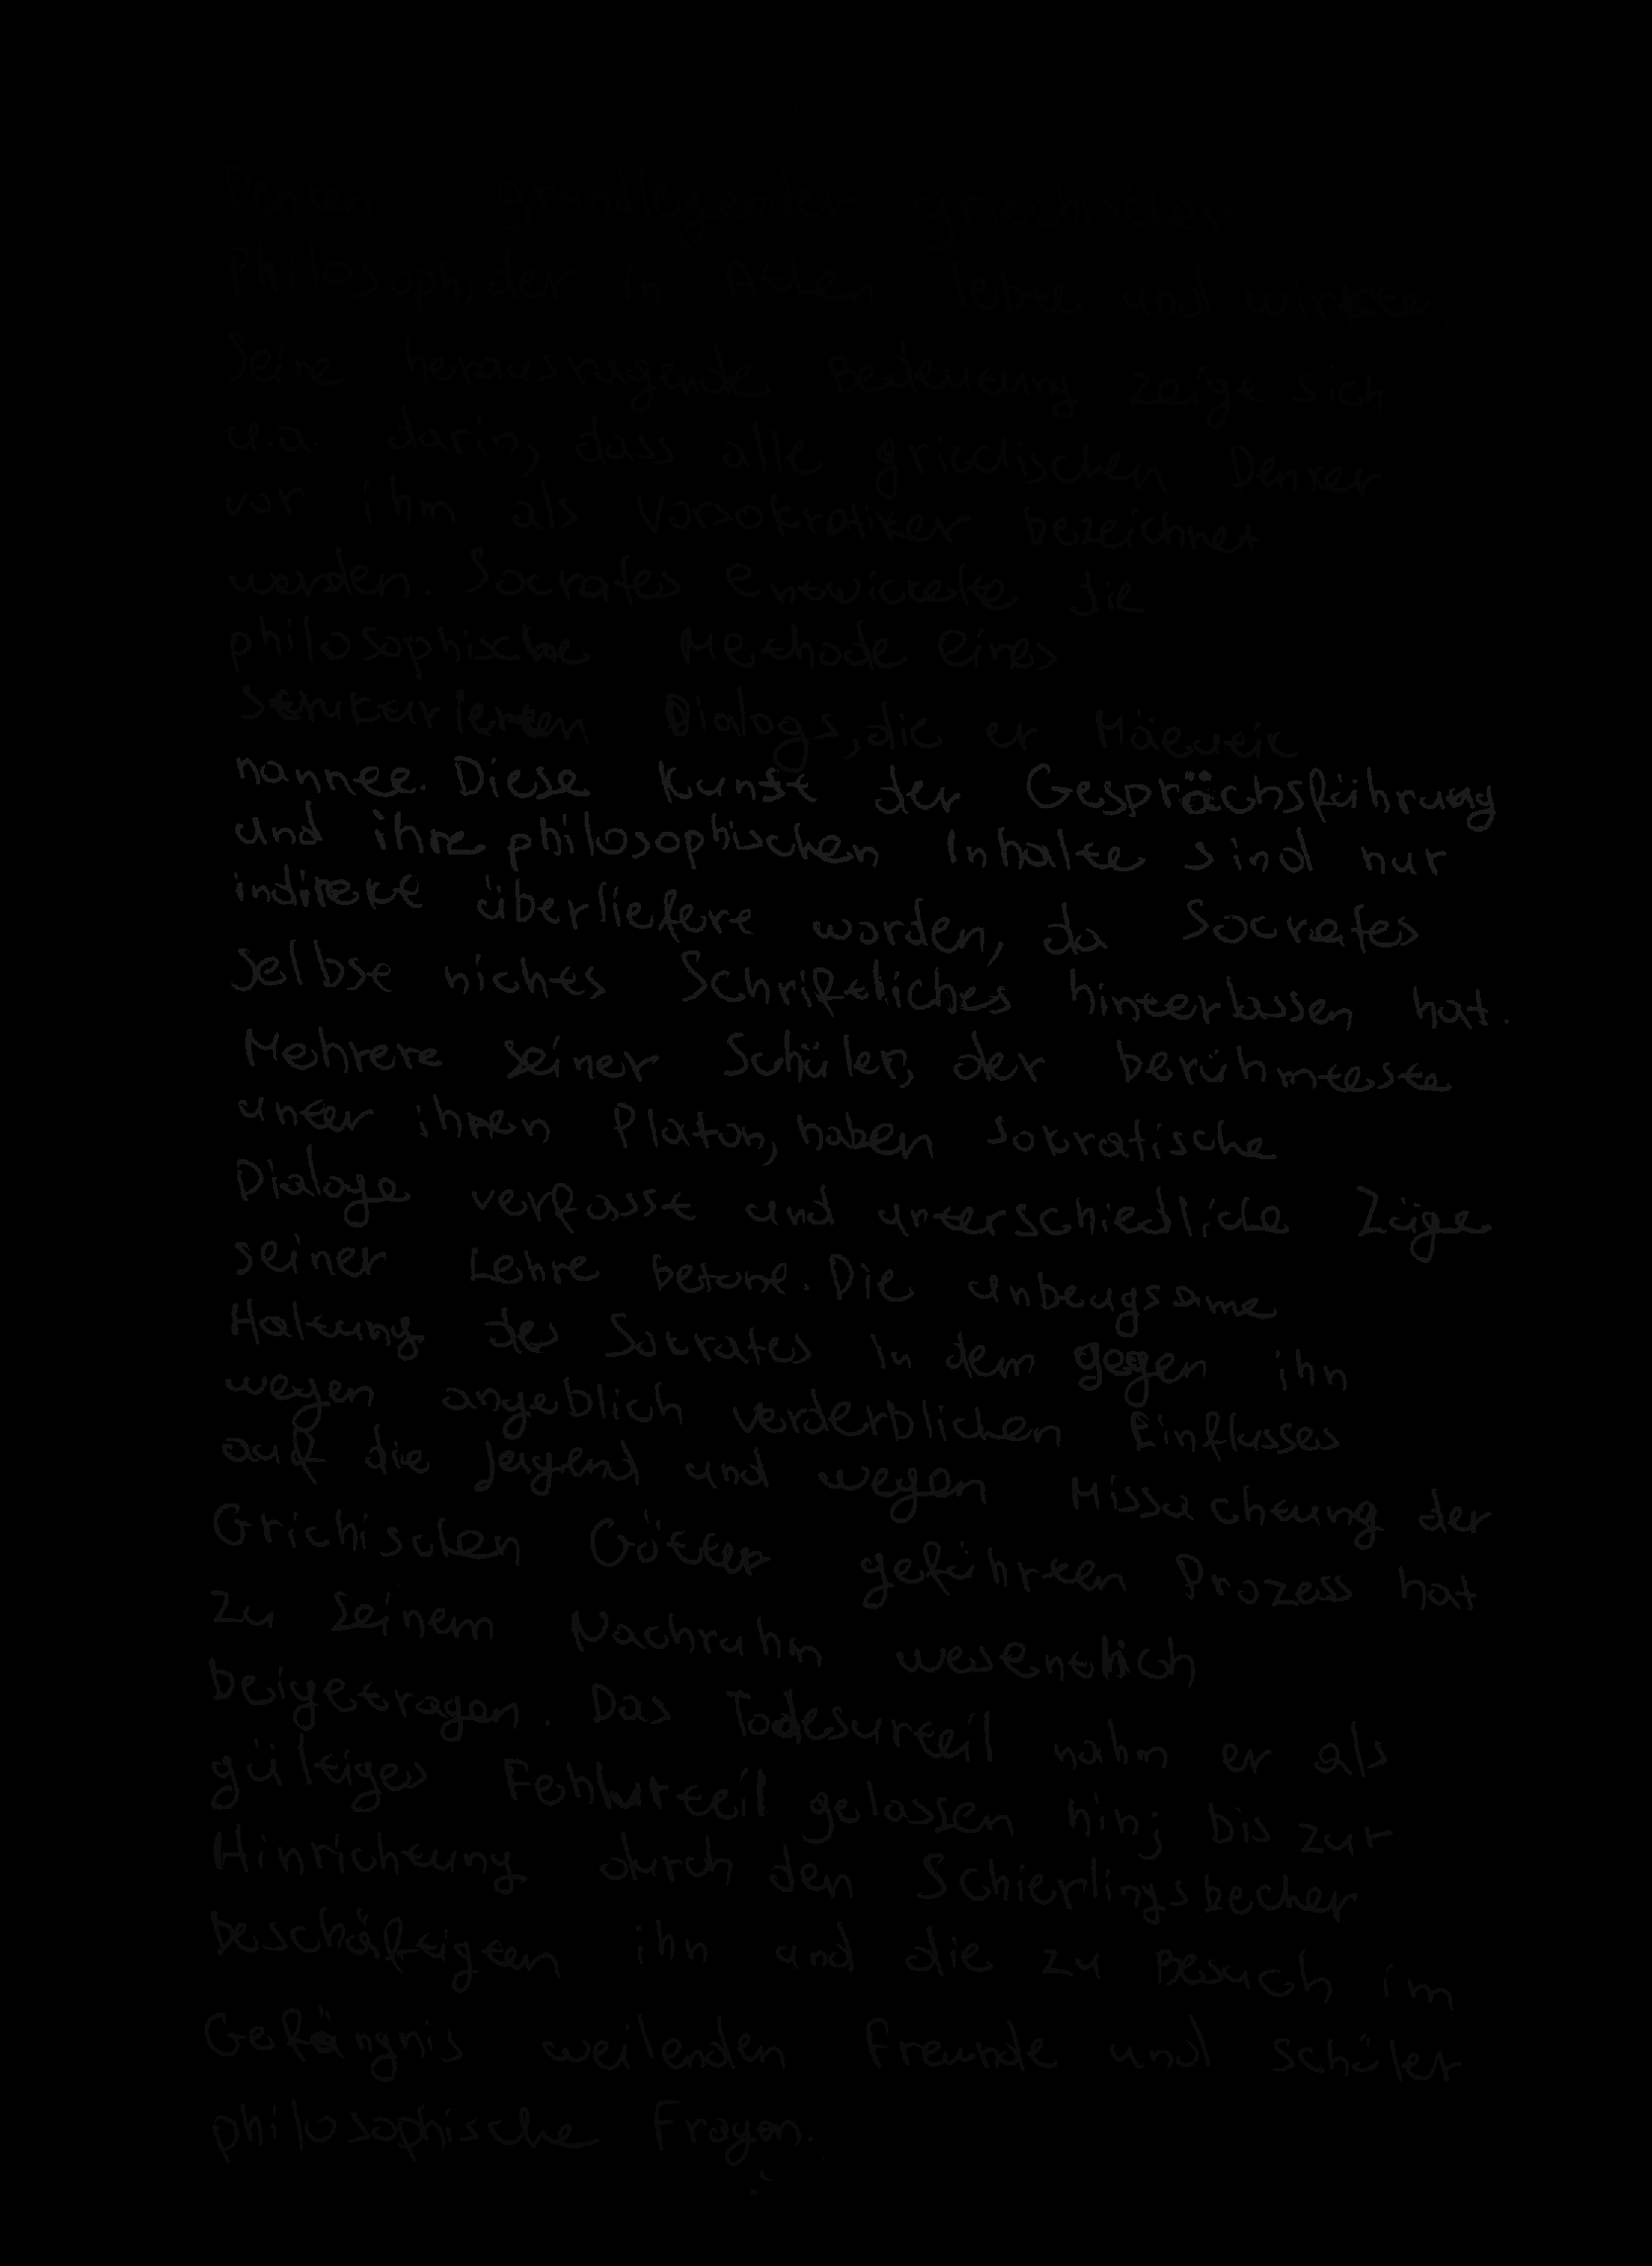 Denken grundlegender griechischer
Philosoph, der in Athen lebte und wirkte.
Seine herausragende Bedeutung zeigt sich
u.a. darin, dass alle griechischen Denker
vor ihm als Vorsokratiker bezeichnet
werden. Socrates entwickelte die
philosophische Methode eines
strukturierten Dialogs, die er Mäeutik
nannte. Diese Kunst der Gesprächsführung
und ihre philosophischen Inhalte sind nur
indirekt überliefert worden, da Socrates
selbst nichts Schriftliches hinterlassen hat.
Mehrere seiner Schüler, der berühmteste
unter ihnen Platon, haben sokratische
Dialoge verfasst und unterschiedliche Züge
seiner Lehre betont. Die unbeugsame
Haltung des Sokrates in dem gegen ihn
wegen angeblich verderblichen Einflusses
auf die Jugend und wegen Missachtung der
Grichischen Götter geführten Prozess hat
zu seinem Nachruhm wesentlich
beigetragen. Das Todesurteil nahm er als
gültiges Fehlurteil gelassen hin; bis zur
Hinrichtung durch den Schierlingsbecher
beschäftigten ihn und die zu Besuch im
Gefängnis weilenden Freunde und Schüler
philosophische Fragen.